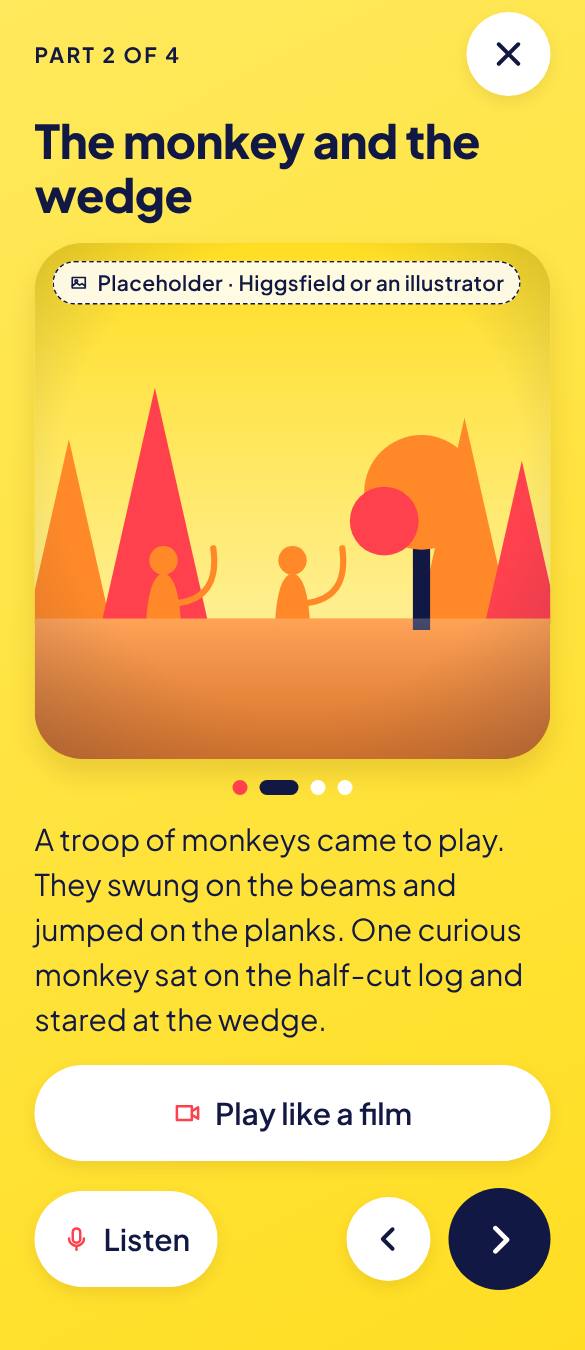 PART 2 OF 4
The monkey and the
wedge
Placeholder · Higgsfield or an illustrator
A troop of monkeys came to play.
They swung on the beams and
jumped on the planks. One curious
monkey sat on the half-cut log and
stared at the wedge.
Play like a film
Listen